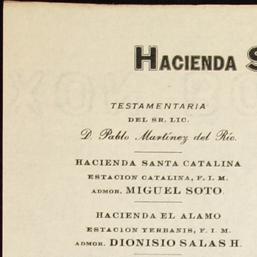 HACIENDA S
TESTAMENTARIA
DEL SR. LIC.
D. Pablo Martínez del Río.
HACIENDA SANTA CATALINA
ESTACION CATALINA, F. I. M.
ADMOR. MIGUEL SOTO.
HACIENDA EL ALAMO
ESTACION YERBANIS, F. I. M.
ADMOR. DIONISIO SALAS H.